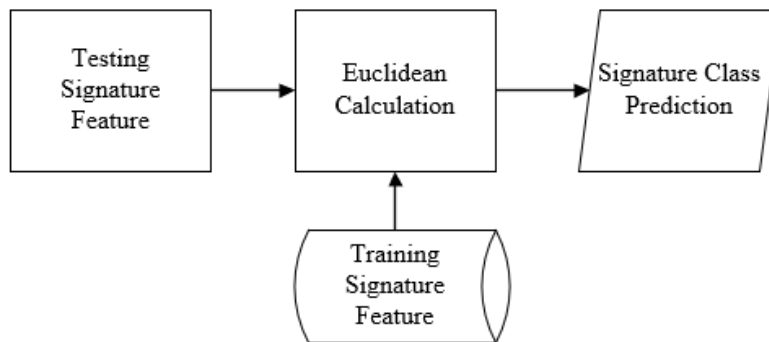 Testing
Signature
Feature
Euclidean
Calculation
Signature Class
Prediction
Training
Signature
Feature